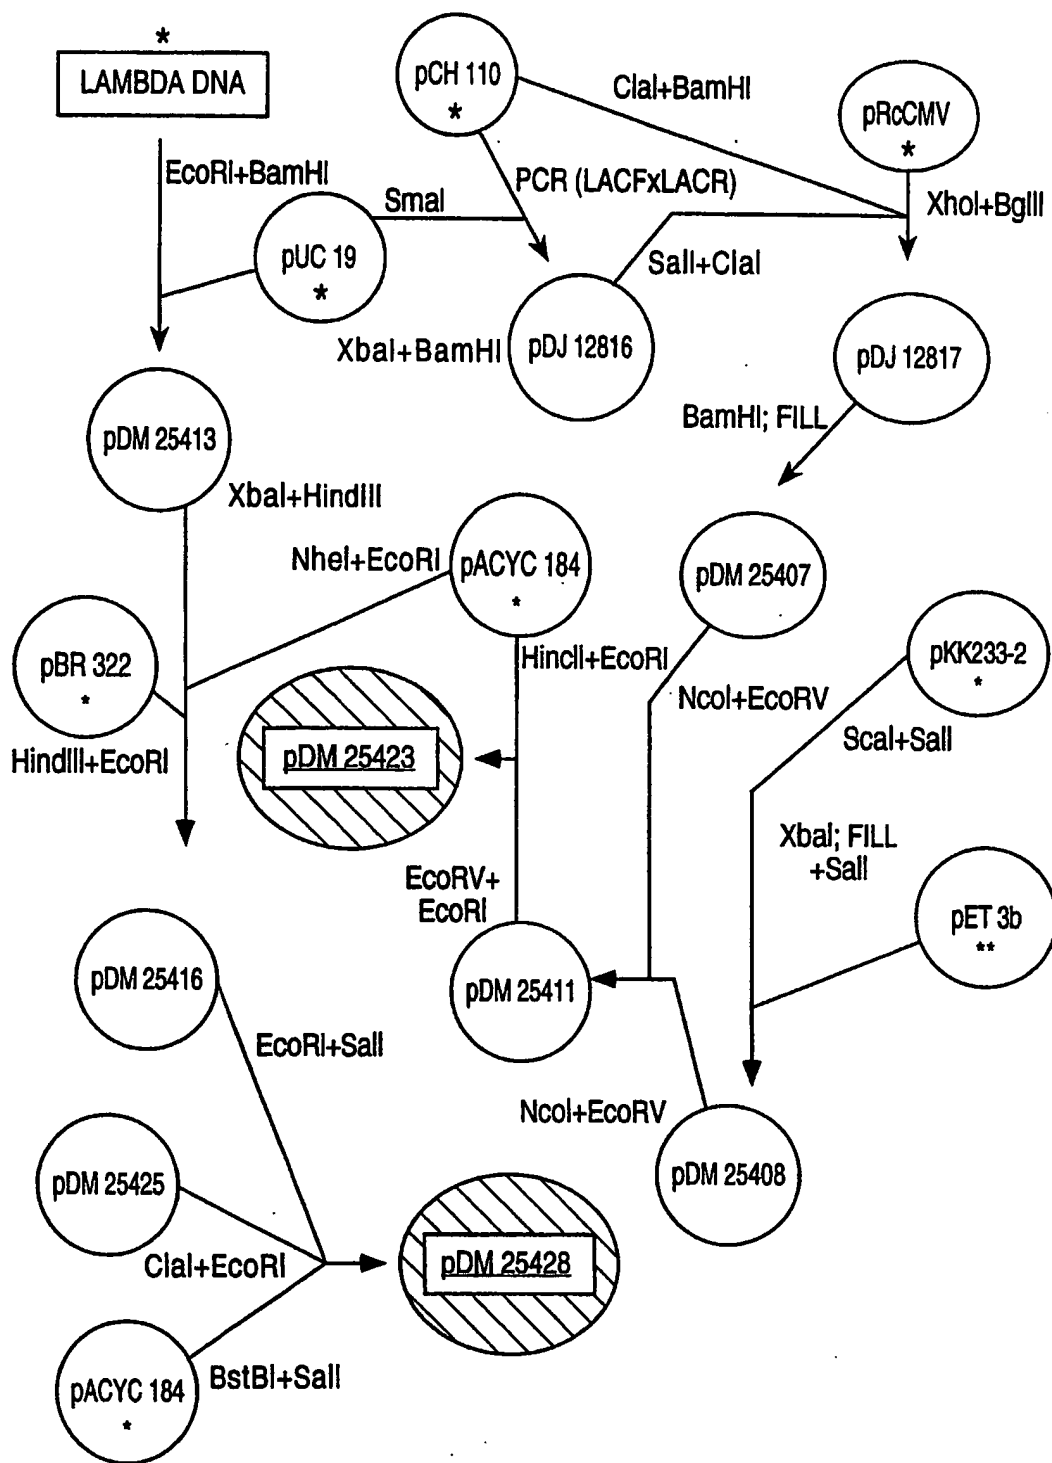 *
LAMBDA DNA
pCH 110
*
ClaI+BamHI
pRcCMV
*
EcoRI+BamHI
SmaI
PCR (LACFxLACR)
XhoI+BglII
pUC 19
*
SalI+ClaI
XbaI+BamHI
pDJ 12816
pDJ 12817
BamHI; FILL
pDM 25413
XbaI+HindIII
NheI+EcoRI
pACYC 184
*
pDM 25407
pBR 322
*
HincII+EcoRI
pKK233-2
*
NcoI+EcoRV
HindIII+EcoRI
pDM 25423
ScaI+SalI
XbaI; FILL
+SalI
EcoRV+
EcoRI
pET 3b
**
pDM 25416
pDM 25411
EcoRI+SalI
NcoI+EcoRV
pDM 25408
pDM 25425
ClaI+EcoRI
pDM 25428
BstBI+SalI
pACYC 184
*